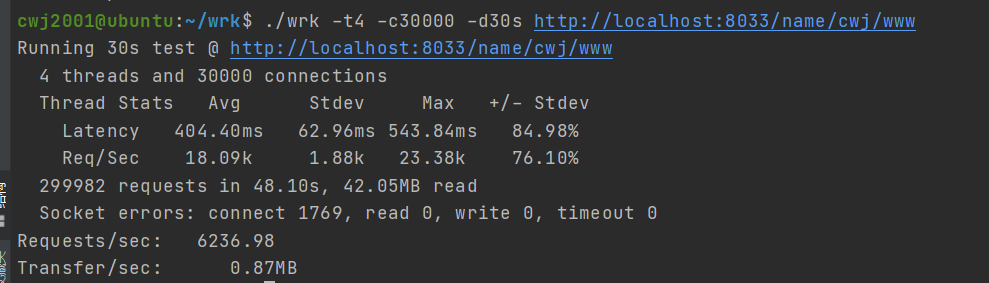 cwj2001@ubuntu:~/wrk$ ./wrk -t4 -c30000 -d30s http://localhost:8033/name/cwj/www
Running 30s test @ http://localhost:8033/name/cwj/www
  4 threads and 30000 connections
  Thread Stats   Avg      Stdev     Max   +/- Stdev
    Latency   404.40ms   62.96ms 543.84ms   84.98%
    Req/Sec    18.09k     1.88k   23.38k    76.10%
  299982 requests in 48.10s, 42.05MB read
  Socket errors: connect 1769, read 0, write 0, timeout 0
Requests/sec:   6236.98
Transfer/sec:      0.87MB